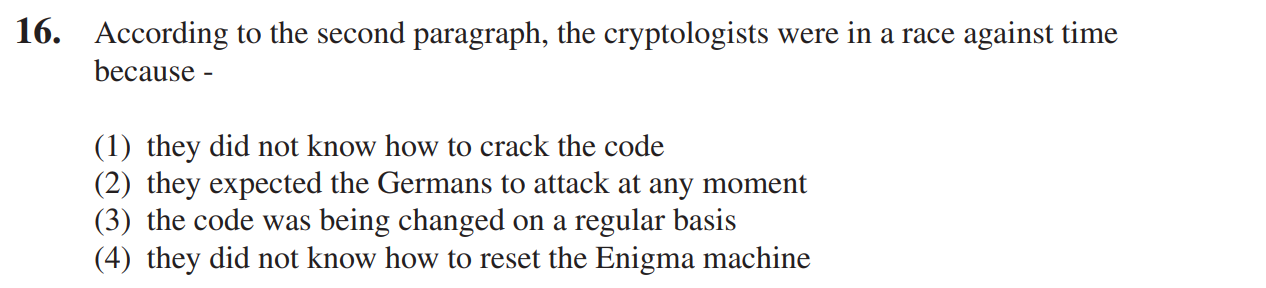 16. According to the second paragraph, the cryptologists were in a race against time
because -
(1) they did not know how to crack the code
(2) they expected the Germans to attack at any moment
(3) the code was being changed on a regular basis
(4) they did not know how to reset the Enigma machine